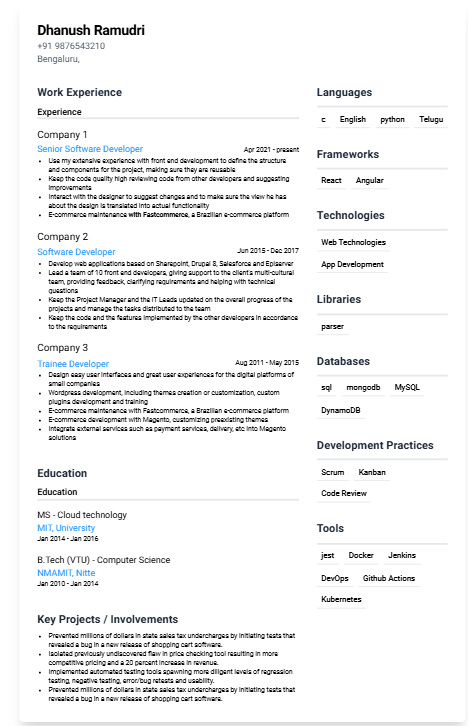 Dhanush Ramudri
+91 9876543210
Bengaluru,
Work Experience
Experience
Company 1
Senior Software Developer
Apr 2021 - present
Use my extensive experience with front end development to define the structure
and components for the project, making sure they are reusable
Keep the code quality high reviewing code from other developers and suggesting
improvements
Interact with the designer to suggest changes and to make sure the view he has
about the design is translated into actual functionality
E-commerce maintenance with Fastcommerce, a Brazilian e-commerce platform
Company 2
Software Developer
Jun 2015 - Dec 2017
Develop web applications based on Sharepoint, Drupal 8, Salesforce and Episerver
Lead a team of 10 front end developers, giving support to the client's multi-cultural
team, providing feedback, clarifying requirements and helping with technical
questions
Keep the Project Manager and the IT Leads updated on the overall progress of the
projects and manage the tasks distributed to the team
Keep the code and the features implemented by the other developers in accordance
to the requirements
Company 3
Trainee Developer
Aug 2011 - May 2015
Design easy user interfaces and great user experiences for the digital platforms of
small companies
Wordpress development, including themes creation or customization, custom
plugins development and training
E-commerce maintenance with Fastcommerce, a Brazilian e-commerce platform
E-commerce development with Magento, customizing preexisting themes
Integrate external services such as payment services, delivery, etc into Magento
solutions
Education
Education
MS - Cloud technology
MIT, University
Jan 2014 - Jan 2016
B.Tech (VTU) - Computer Science
NMAMIT, Nitte
Jan 2010 - Jan 2014
Key Projects / Involvements
Prevented millions of dollars in state sales tax undercharges by initiating tests that
revealed a bug in a new release of shopping cart software.
Isolated previously undiscovered flaw in price checking tool resulting in more
competitive pricing and a 20 percent increase in revenue.
Implemented automated testing tools spawning more diligent levels of regression
testing, negative testing, error/bug retests and usability.
Prevented millions of dollars in state sales tax undercharges by initiating tests that
revealed a bug in a new release of shopping cart software.
Languages
c English python Telugu
Frameworks
React Angular
Technologies
Web Technologies
App Development
Libraries
parser
Databases
sql mongodb MySQL
DynamoDB
Development Practices
Scrum Kanban
Code Review
Tools
jest Docker Jenkins
DevOps Github Actions
Kubernetes